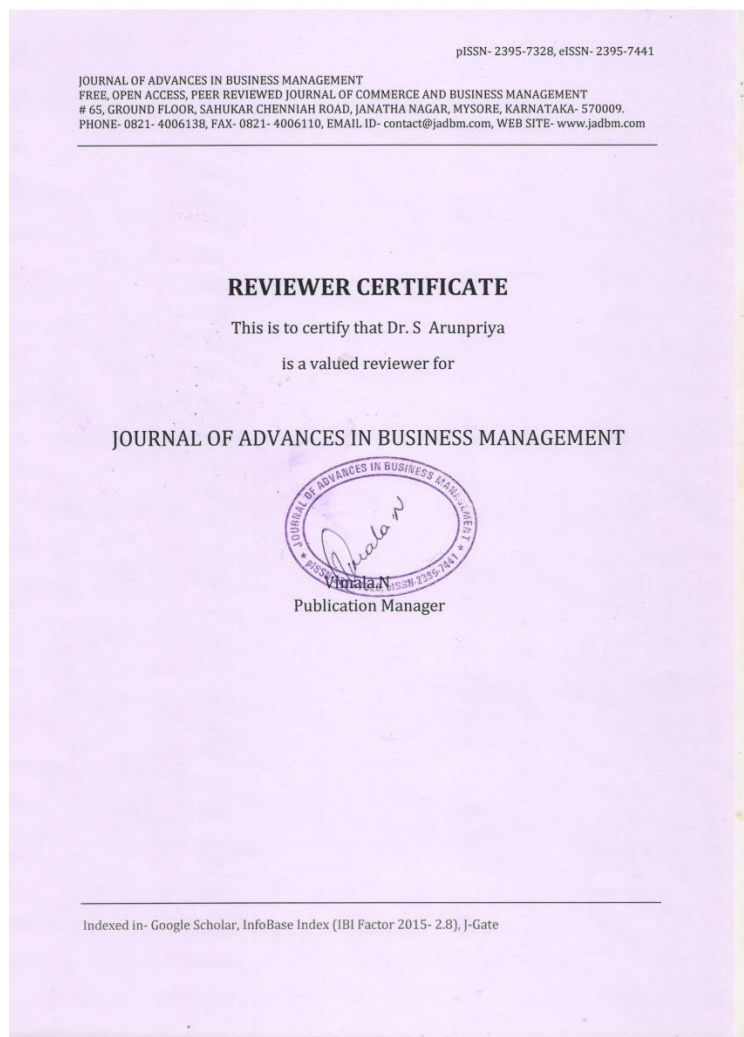 pISSN- 2395-7328, eISSN- 2395-7441
JOURNAL OF ADVANCES IN BUSINESS MANAGEMENT
FREE, OPEN ACCESS, PEER REVIEWED JOURNAL OF COMMERCE AND BUSINESS MANAGEMENT
# 65, GROUND FLOOR, SAHUKAR CHENNIAH ROAD, JANATHA NAGAR, MYSORE, KARNATAKA- 570009.
PHONE- 0821- 4006138, FAX- 0821- 4006110, EMAIL ID- contact@jadbm.com, WEB SITE- www.jadbm.com
REVIEWER CERTIFICATE
This is to certify that Dr. S Arunpriya
is a valued reviewer for
JOURNAL OF ADVANCES IN BUSINESS MANAGEMENT
JOURNAL OF ADVANCES IN BUSINESS MANAGEMENT
Vimala N
Vimala.N
Publication Manager
Indexed in- Google Scholar, InfoBase Index (IBI Factor 2015- 2.8), J-Gate